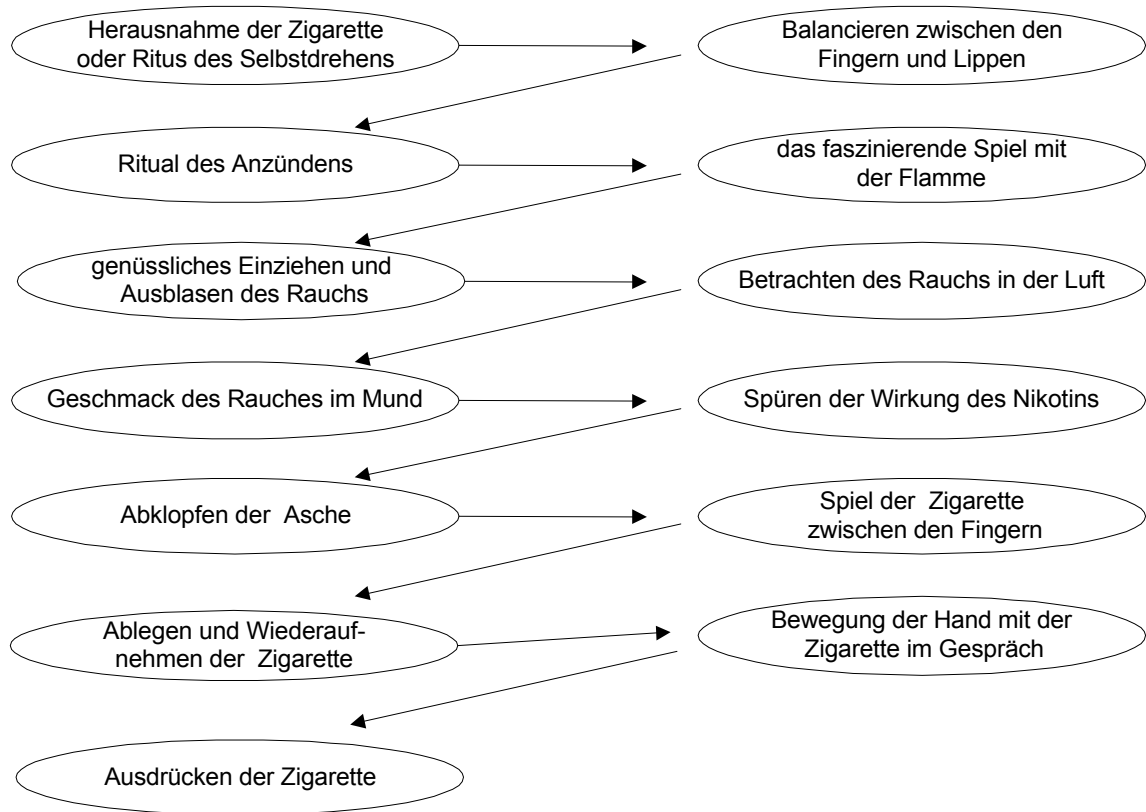 Herausnahme der Zigarette
oder Ritus des Selbstdrehens
Balancieren zwischen den
Fingern und Lippen
Ritual des Anzündens
das faszinierende Spiel mit
der Flamme
genüssliches Einziehen und
Ausblasen des Rauchs
Betrachten des Rauchs in der Luft
Geschmack des Rauches im Mund
Spüren der Wirkung des Nikotins
Abklopfen der Asche
Spiel der Zigarette
zwischen den Fingern
Ablegen und Wiederauf-
nehmen der Zigarette
Bewegung der Hand mit der
Zigarette im Gespräch
Ausdrücken der Zigarette